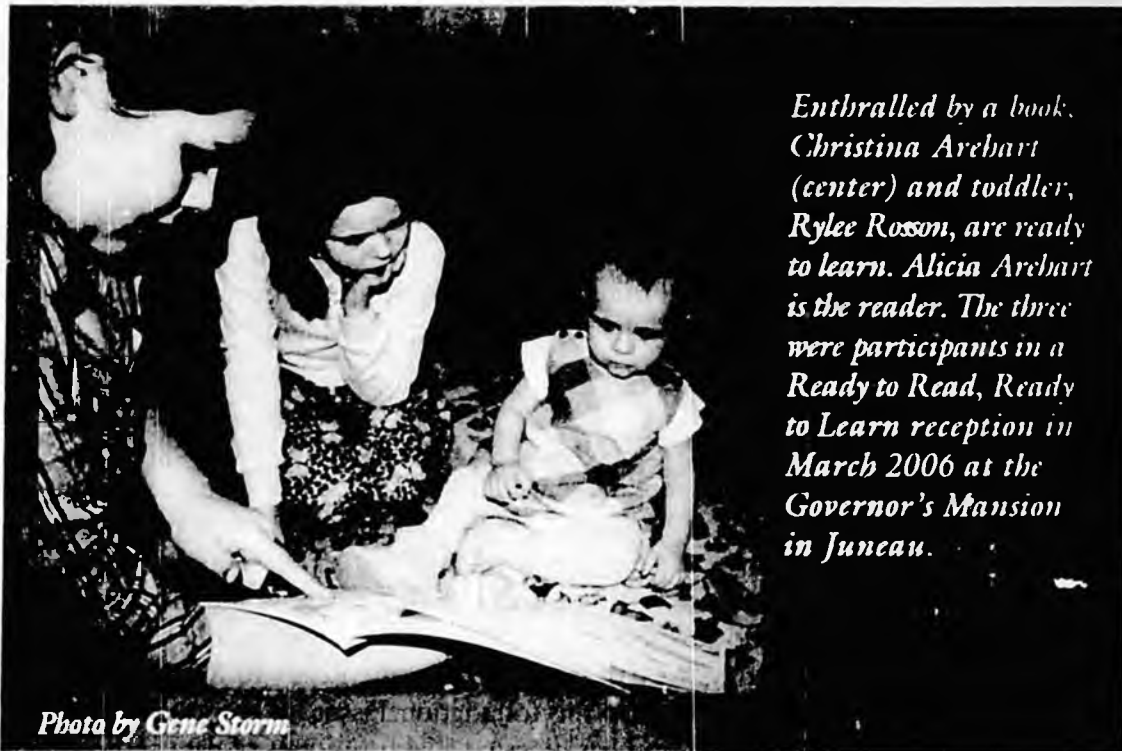 Enthralled by a book,
Christina Arehart
(center) and toddler,
Rylee Rosson, are ready
to learn. Alicia Arehart
is the reader. The three
were participants in a
Ready to Read, Ready
to Learn reception in
March 2006 at the
Governor's Mansion
in Juneau.
Photo by Gene Storm